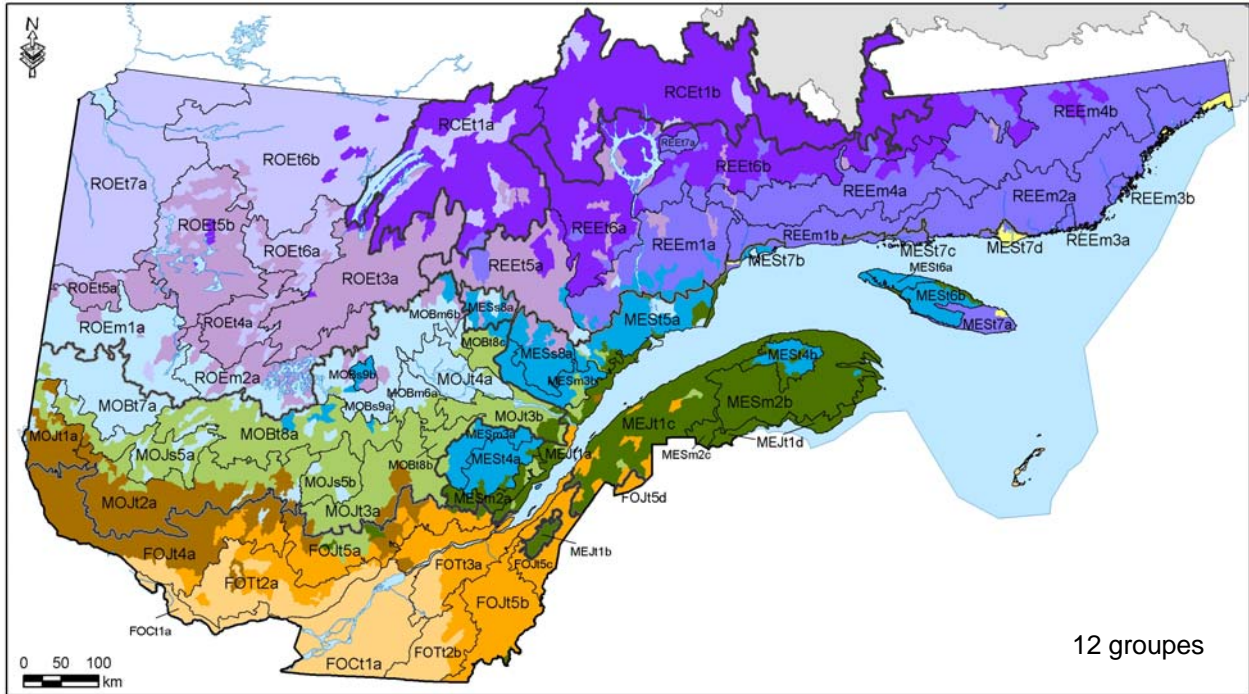 N
RCEt1b
RCEt1a
REEm4b
ROEt6b
REEt7a
REEt6b
ROEt7a
REEm4a
REEm2a
REEm3b
ROEt5b
ROEt6a
REEt6a
REEm1a
REEm1b
MESt7c
MESt7d
REEm3a
ROEt3a
REEt5a
MESt7b
MESt6a
ROEt5a
MESt6b
MOBm6b
MESs8a
MESt5a
MESt7a
ROEm1a
ROEt4a
MOBt8c
MESs8a
MESt4b
ROEm2a
MOBs9b
MOJt4a
MESm3b
MOBm6a
MESm2b
MOBt7a
MOBs9a
MOJt3b
MEJt1c
MOJt1a
MOBt8a
MESm3a
MEJt1a
MEJt1d
MOJs5a
MOBt8b
MESt4a
MESm2c
MOJs5b
MESm2a
FOJt5d
MOJt2a
MOJt3a
FOJt4a
FOJt5a
MEJt1b
FOTt2a
FOTt3a
FOJt5c
FOJt5b
FOCt1a
FOCt1a
FOTt2b
12 groupes
0 50 100
km